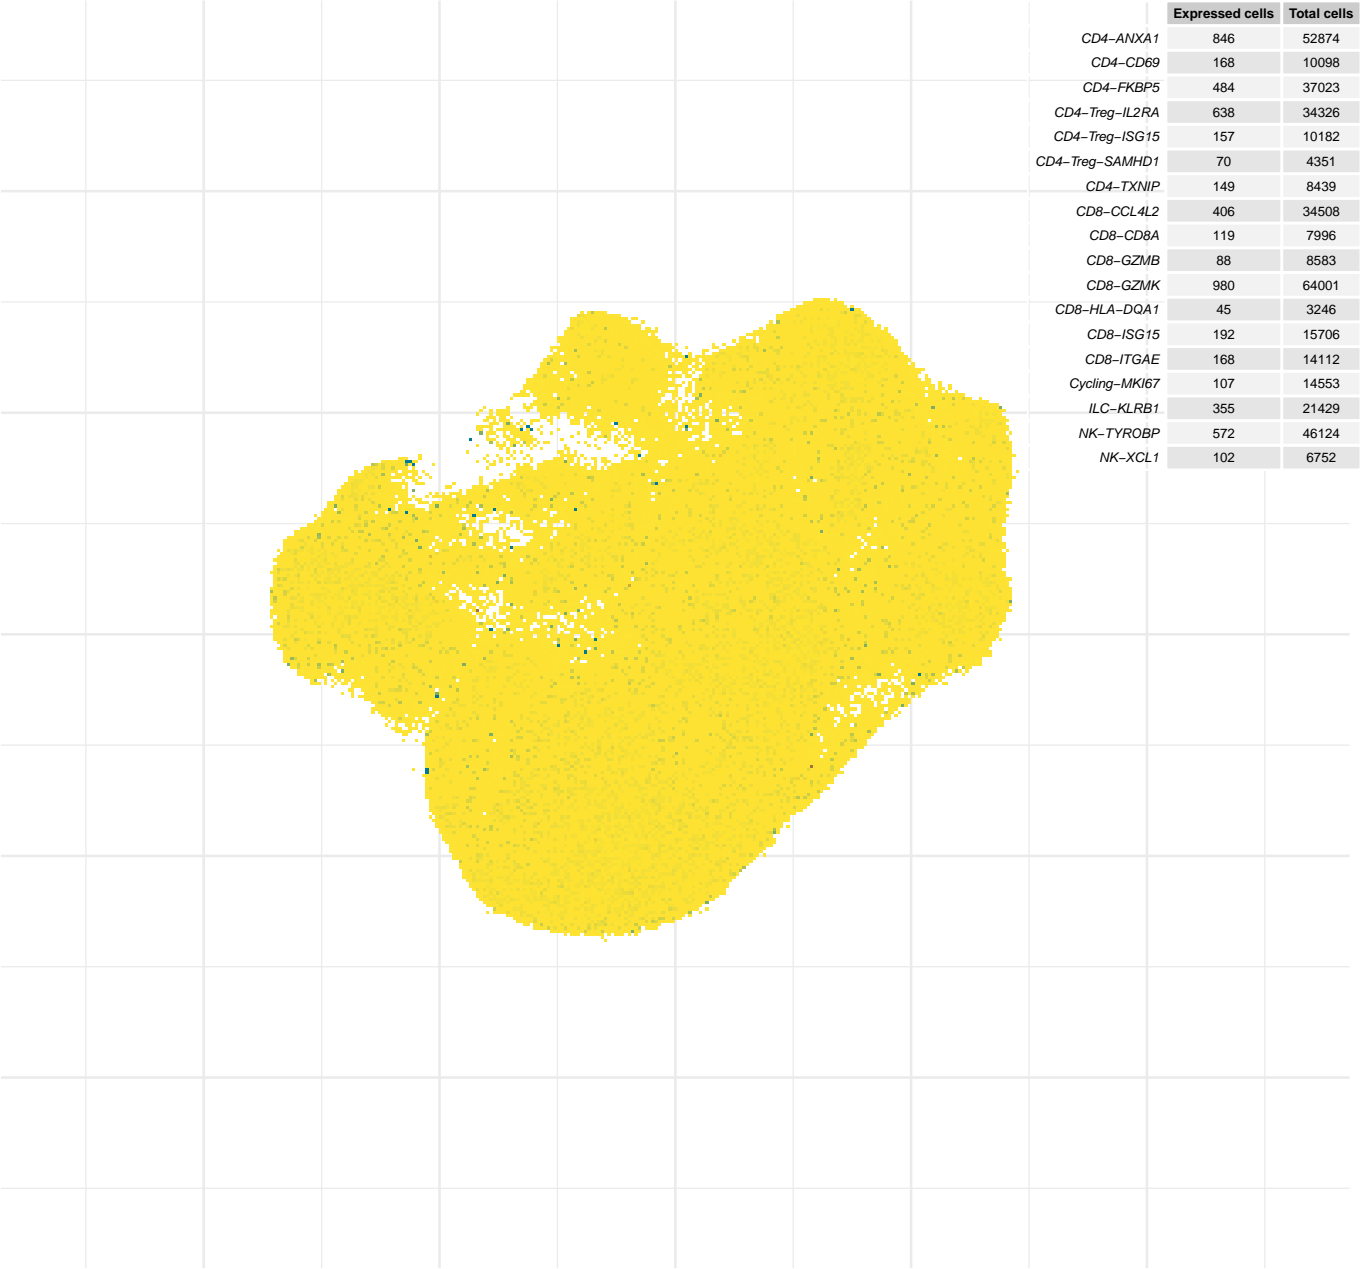 Expressed cells Total cells
CD4−ANXA1 846 52874
CD4−CD69 168 10098
CD4−FKBP5 484 37023
CD4−Treg−IL2RA 638 34326
CD4−Treg−ISG15 157 10182
CD4−Treg−SAMHD1 70 4351
CD4−TXNIP 149 8439
CD8−CCL4L2 406 34508
CD8−CD8A 119 7996
CD8−GZMB 88 8583
CD8−GZMK 980 64001
CD8−HLA−DQA1 45 3246
CD8−ISG15 192 15706
CD8−ITGAE 168 14112
Cycling−MKI67 107 14553
ILC−KLRB1 355 21429
NK−TYROBP 572 46124
NK−XCL1 102 6752